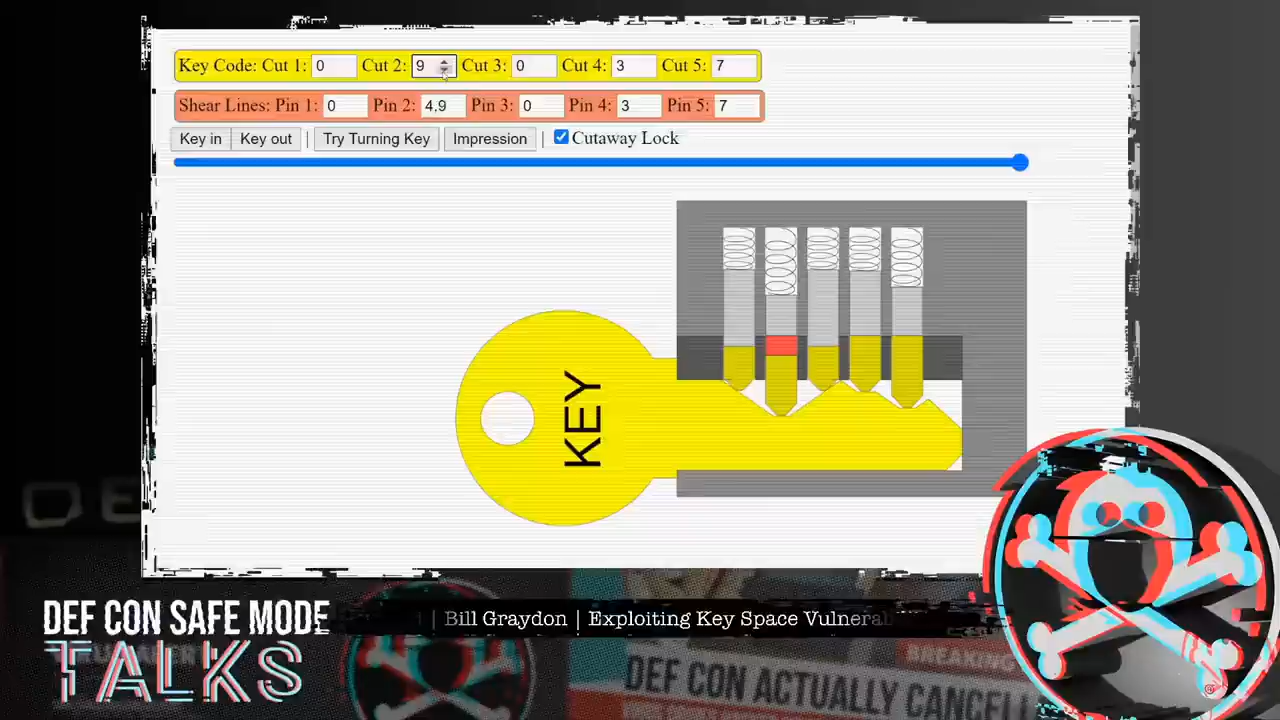 Key Code: Cut 1: 0 Cut 2: 9 Cut 3: 0 Cut 4: 3 Cut 5: 7
Shear Lines: Pin 1: 0 Pin 2: 4.9 Pin 3: 0 Pin 4: 3 Pin 5: 7
Key in Key out | Try Turning Key Impression | Cutaway Lock
KEY
DEF CON SAFE MODE
TALKS
| Bill Graydon | Exploiting Key Space Vulnerab
BREAKING
DEF CON ACTUALLY CANCEL